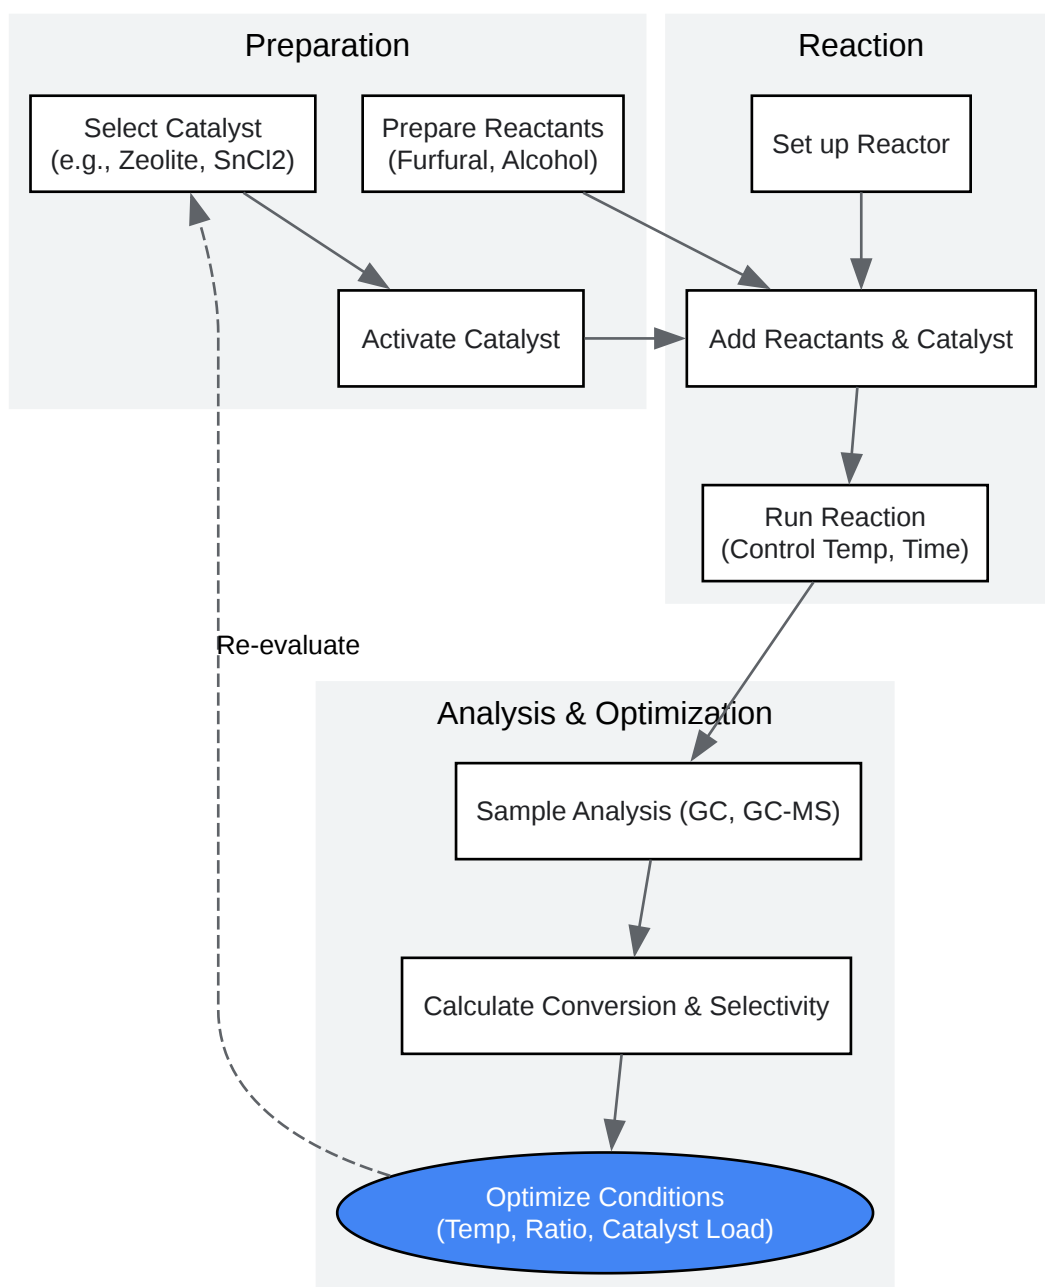 Preparation
Select Catalyst
(e.g., Zeolite, SnCl2)
Prepare Reactants
(Furfural, Alcohol)
Activate Catalyst
Reaction
Set up Reactor
Add Reactants & Catalyst
Run Reaction
(Control Temp, Time)
Re-evaluate
Analysis & Optimization
Sample Analysis (GC, GC-MS)
Calculate Conversion & Selectivity
Optimize Conditions
(Temp, Ratio, Catalyst Load)